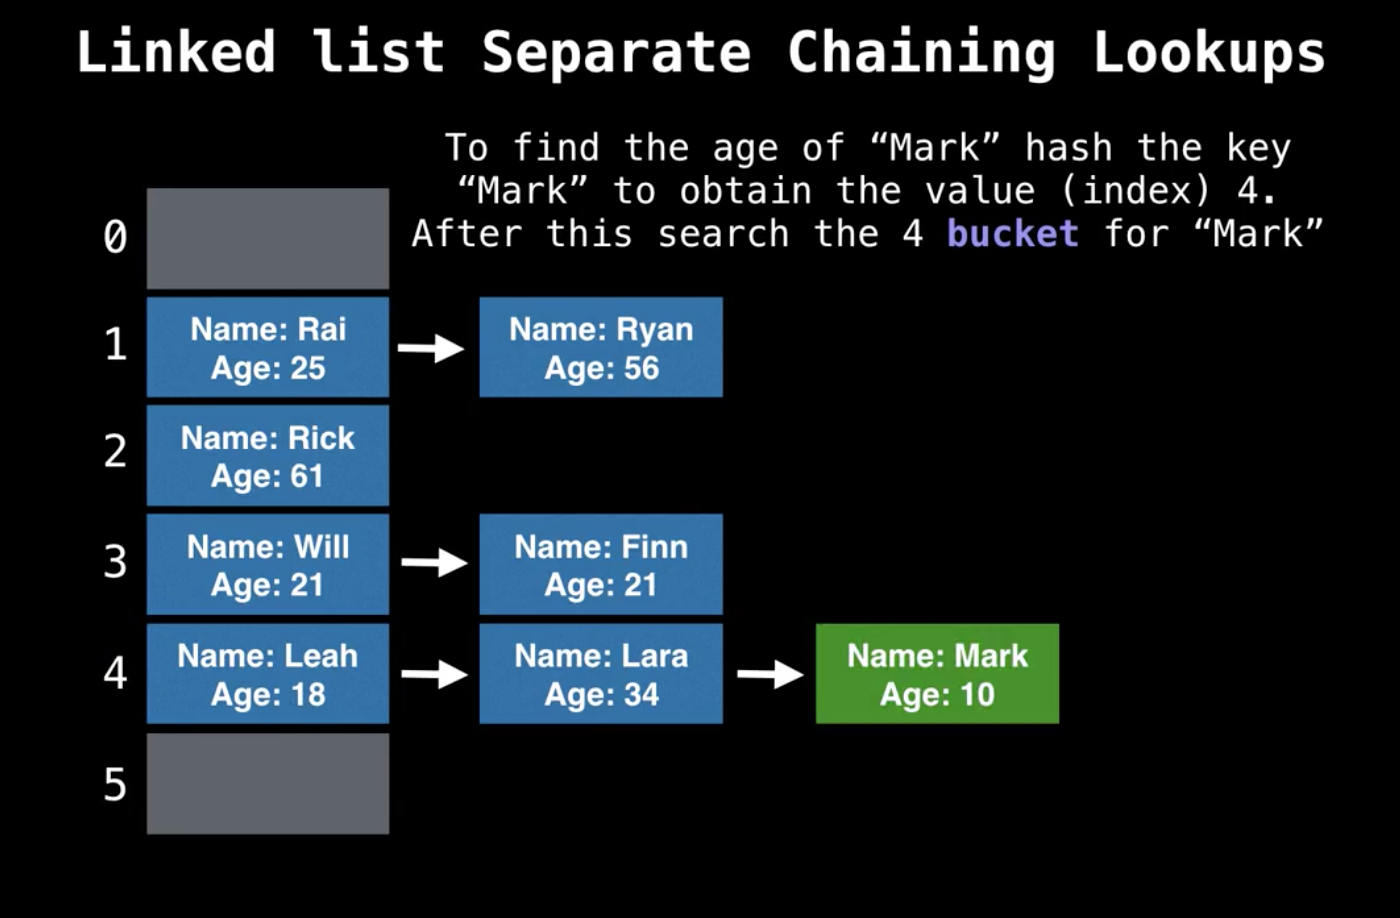 Linked list Separate Chaining Lookups
To find the age of “Mark” hash the key
“Mark” to obtain the value (index) 4.
After this search the 4 bucket for “Mark”
0
1
Name: Rai
Age: 25
Name: Ryan
Age: 56
2
Name: Rick
Age: 61
3
Name: Will
Age: 21
Name: Finn
Age: 21
4
Name: Leah
Age: 18
Name: Lara
Age: 34
Name: Mark
Age: 10
5